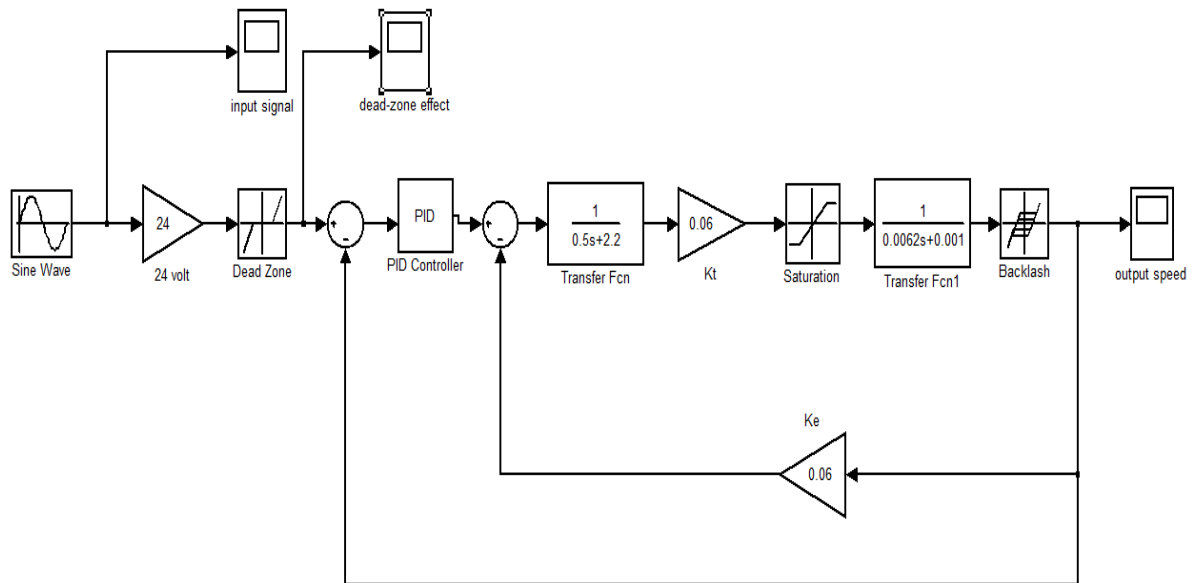 input signal
dead-zone effect
Sine Wave
24
24 volt
Dead Zone
PID
PID Controller
1
0.5s+2.2
Transfer Fcn
0.06
Kt
Saturation
1
0.0062s+0.001
Transfer Fcn1
Backlash
output speed
Ke
0.06